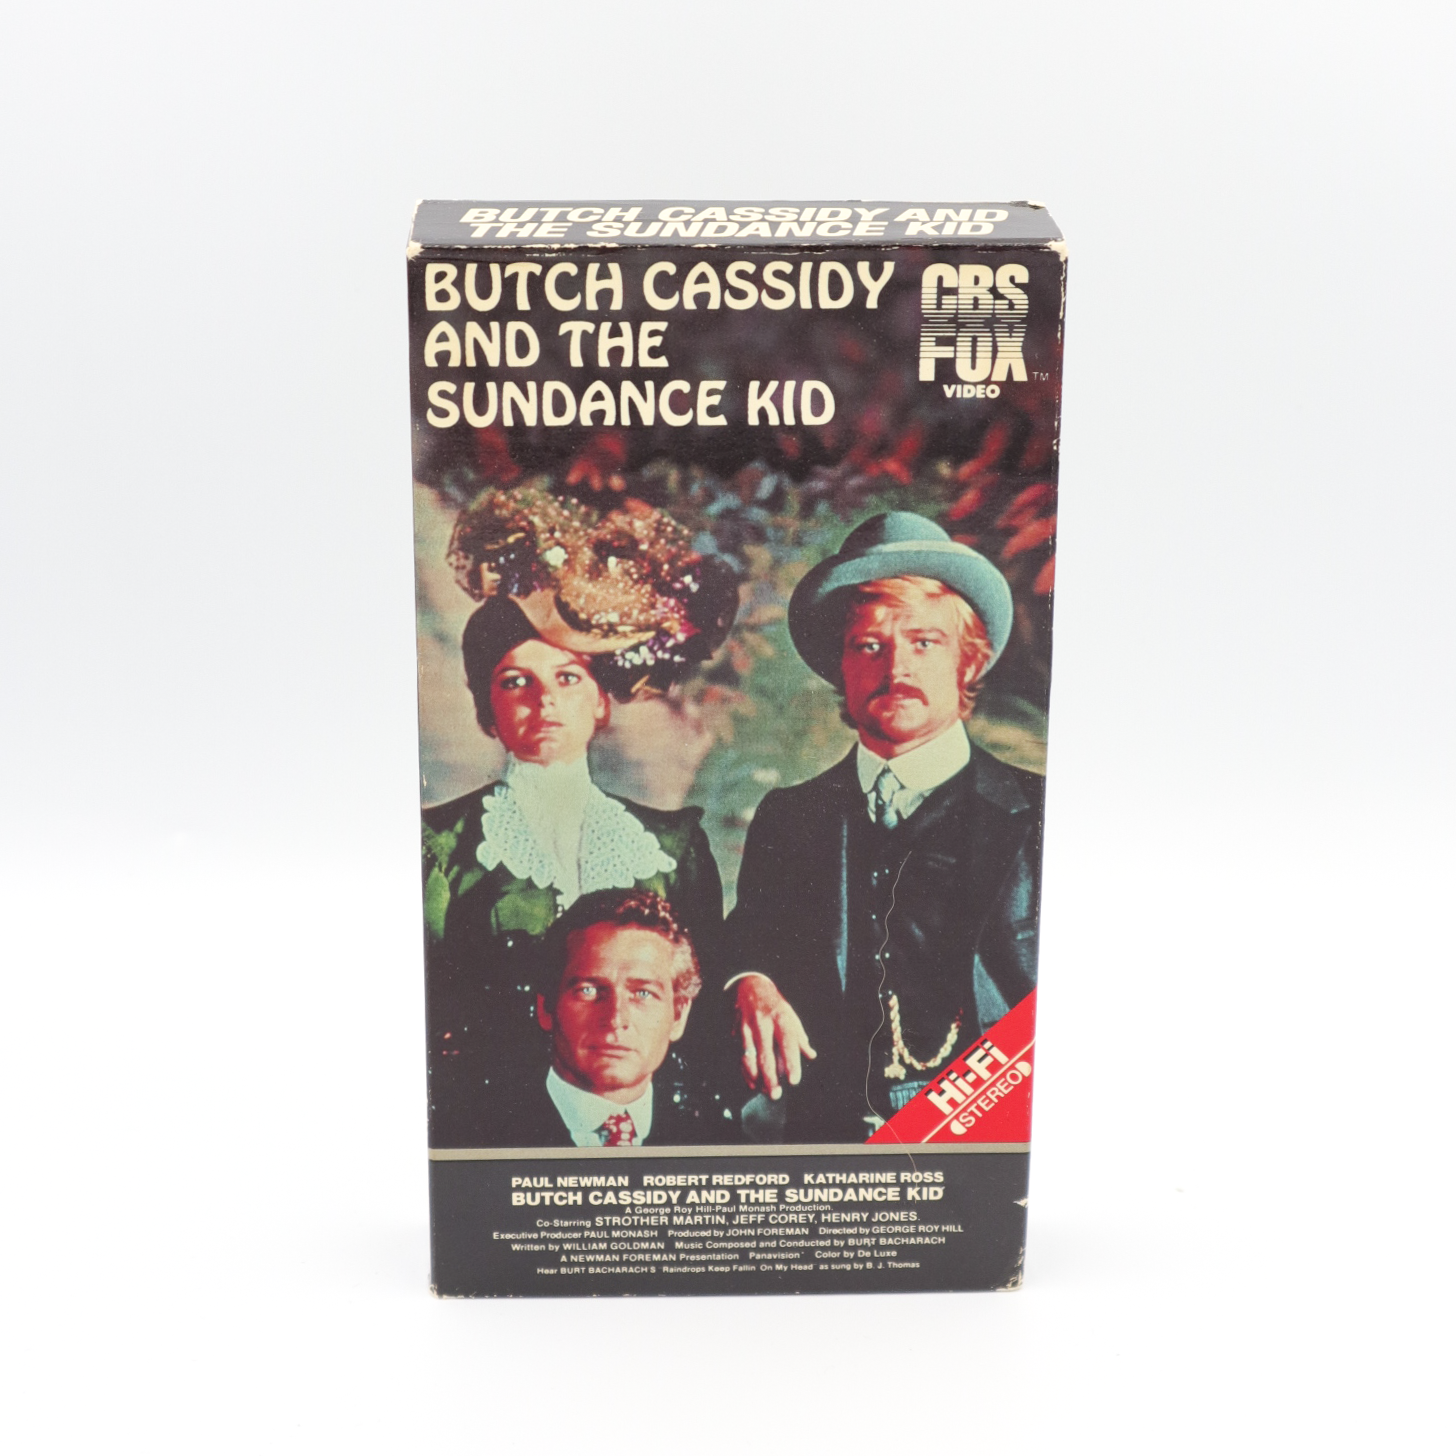 BUTCH CASSIDY AND
THE SUNDANCE KID
BUTCH CASSIDY
AND THE
SUNDANCE KID
CBS
FOX
VIDEO
TM
Hi-Fi
STEREO
PAUL NEWMAN ROBERT REDFORD KATHARINE ROSS
BUTCH CASSIDY AND THE SUNDANCE KID
A George Roy Hill-Paul Monash Production.
Co-Starring STROTHER MARTIN, JEFF COREY, HENRY JONES.
Executive Producer PAUL MONASH Produced by JOHN FOREMAN Directed by GEORGE ROY HILL
Written by WILLIAM GOLDMAN Music Composed and Conducted by BURT BACHARACH
A NEWMAN FOREMAN Presentation Panavision® Color by De Luxe
Hear BURT BACHARACH'S "Raindrops Keep Fallin' On My Head" as sung by B. J. Thomas